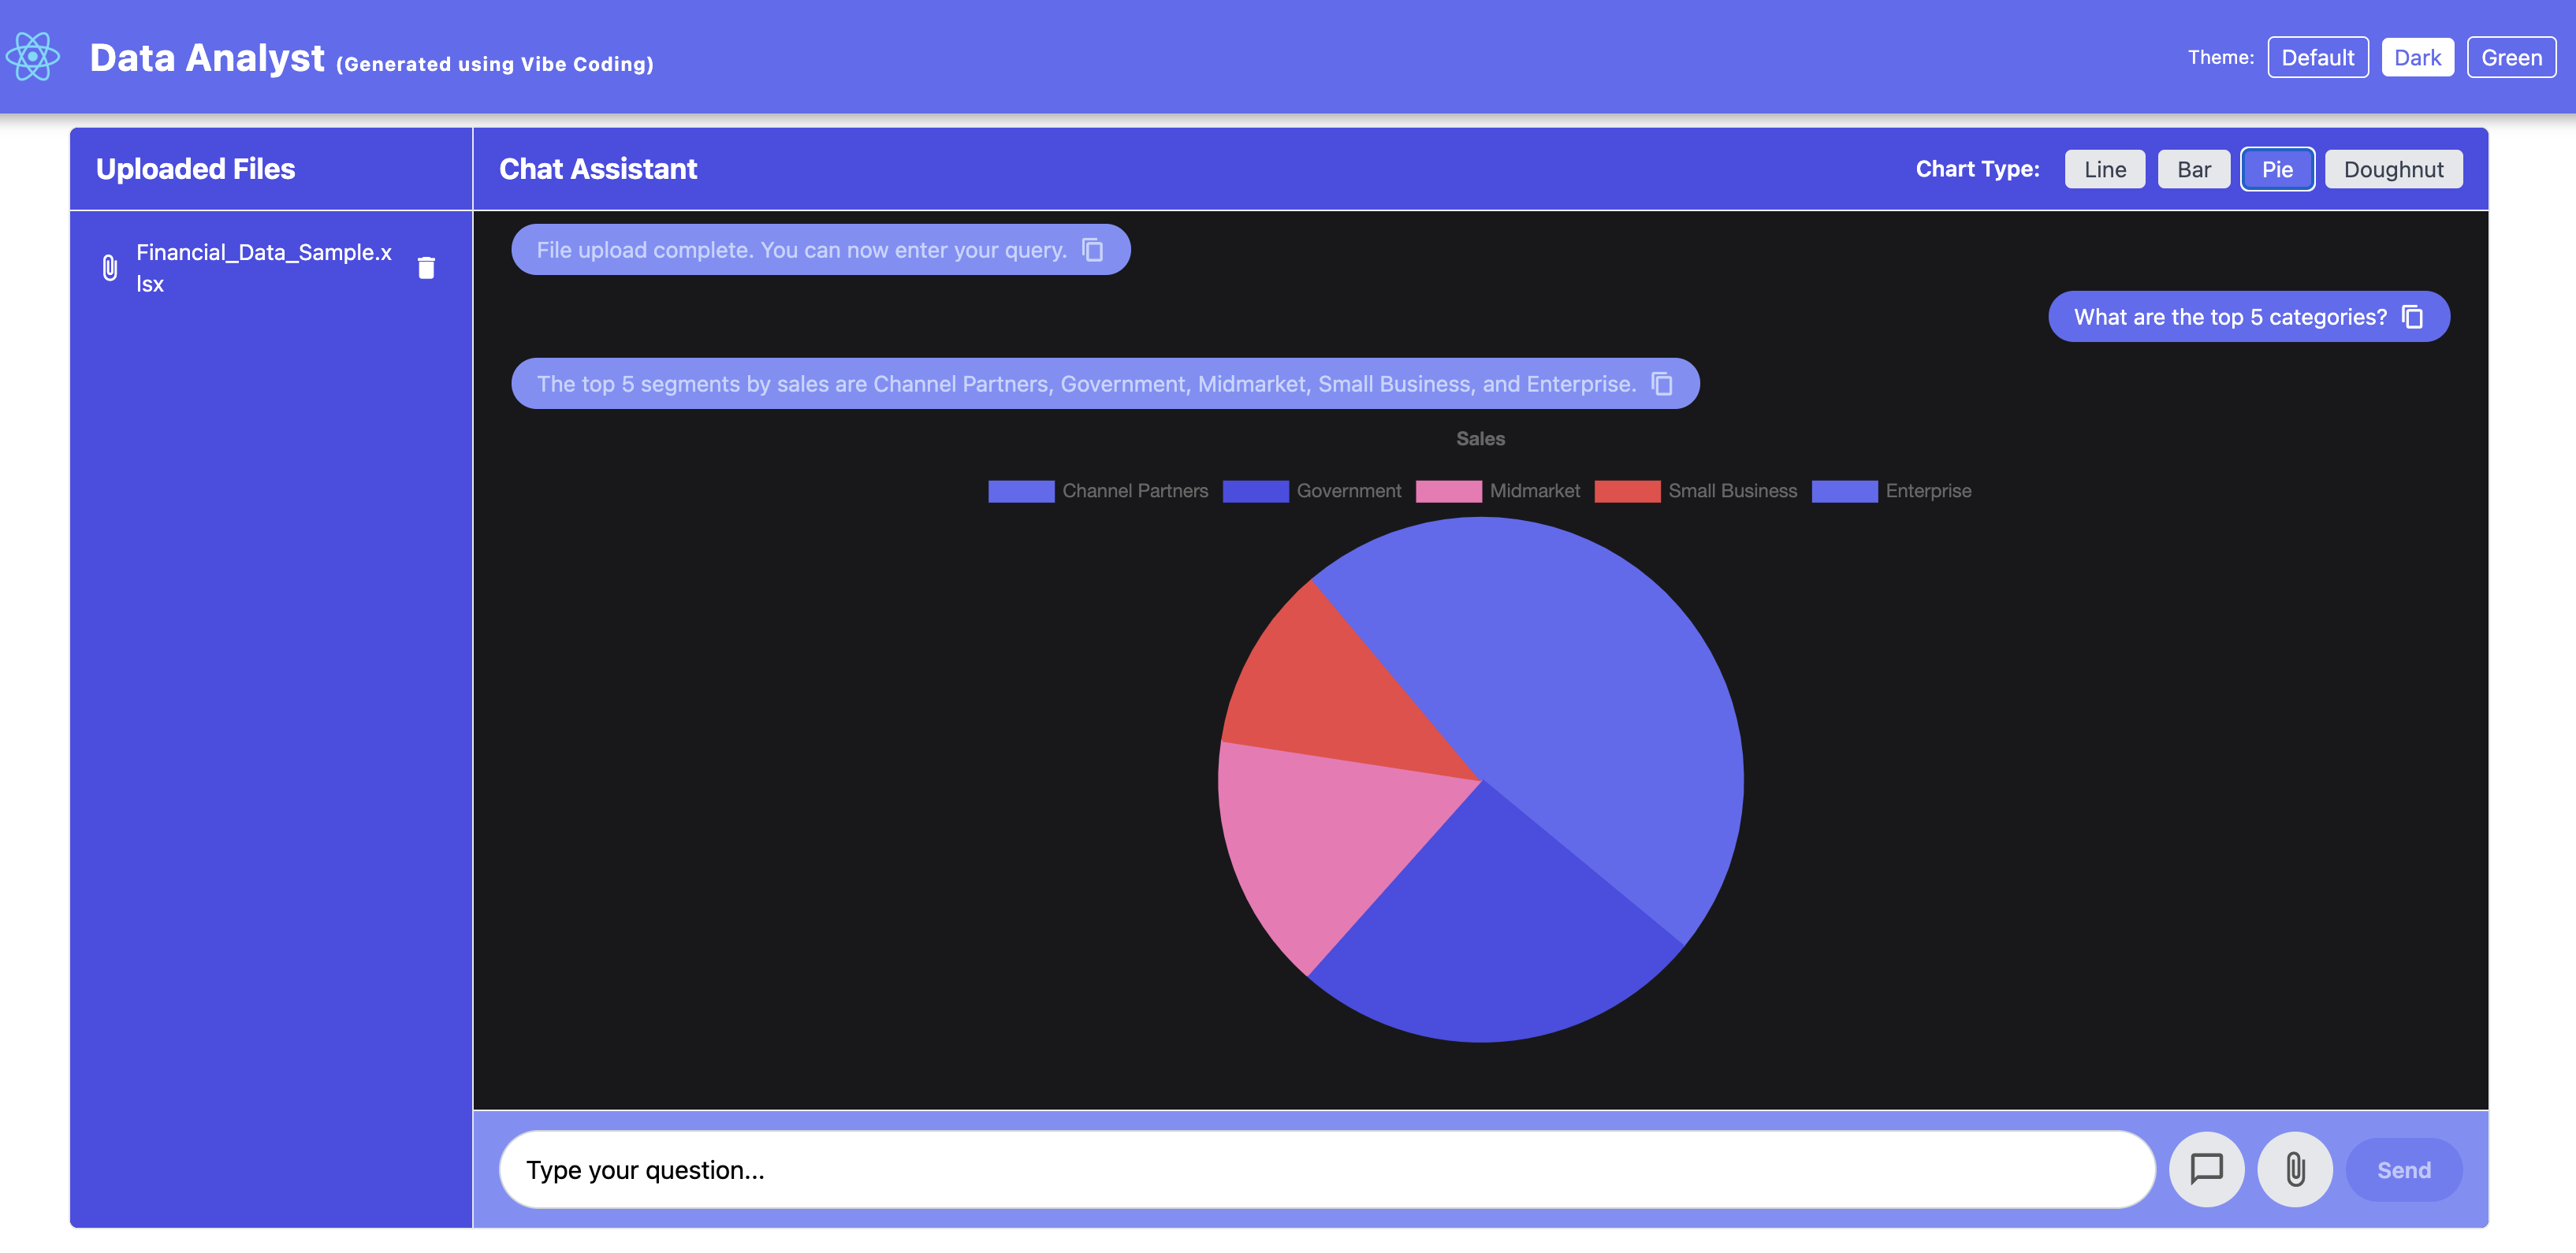 Data Analyst (Generated using Vibe Coding)
Theme: Default Dark Green
Uploaded Files
Financial_Data_Sample.x
lsx
Chat Assistant
Chart Type: Line Bar Pie Doughnut
File upload complete. You can now enter your query.
What are the top 5 categories?
The top 5 segments by sales are Channel Partners, Government, Midmarket, Small Business, and Enterprise.
Sales
Channel Partners Government Midmarket Small Business Enterprise
Type your question...
Send